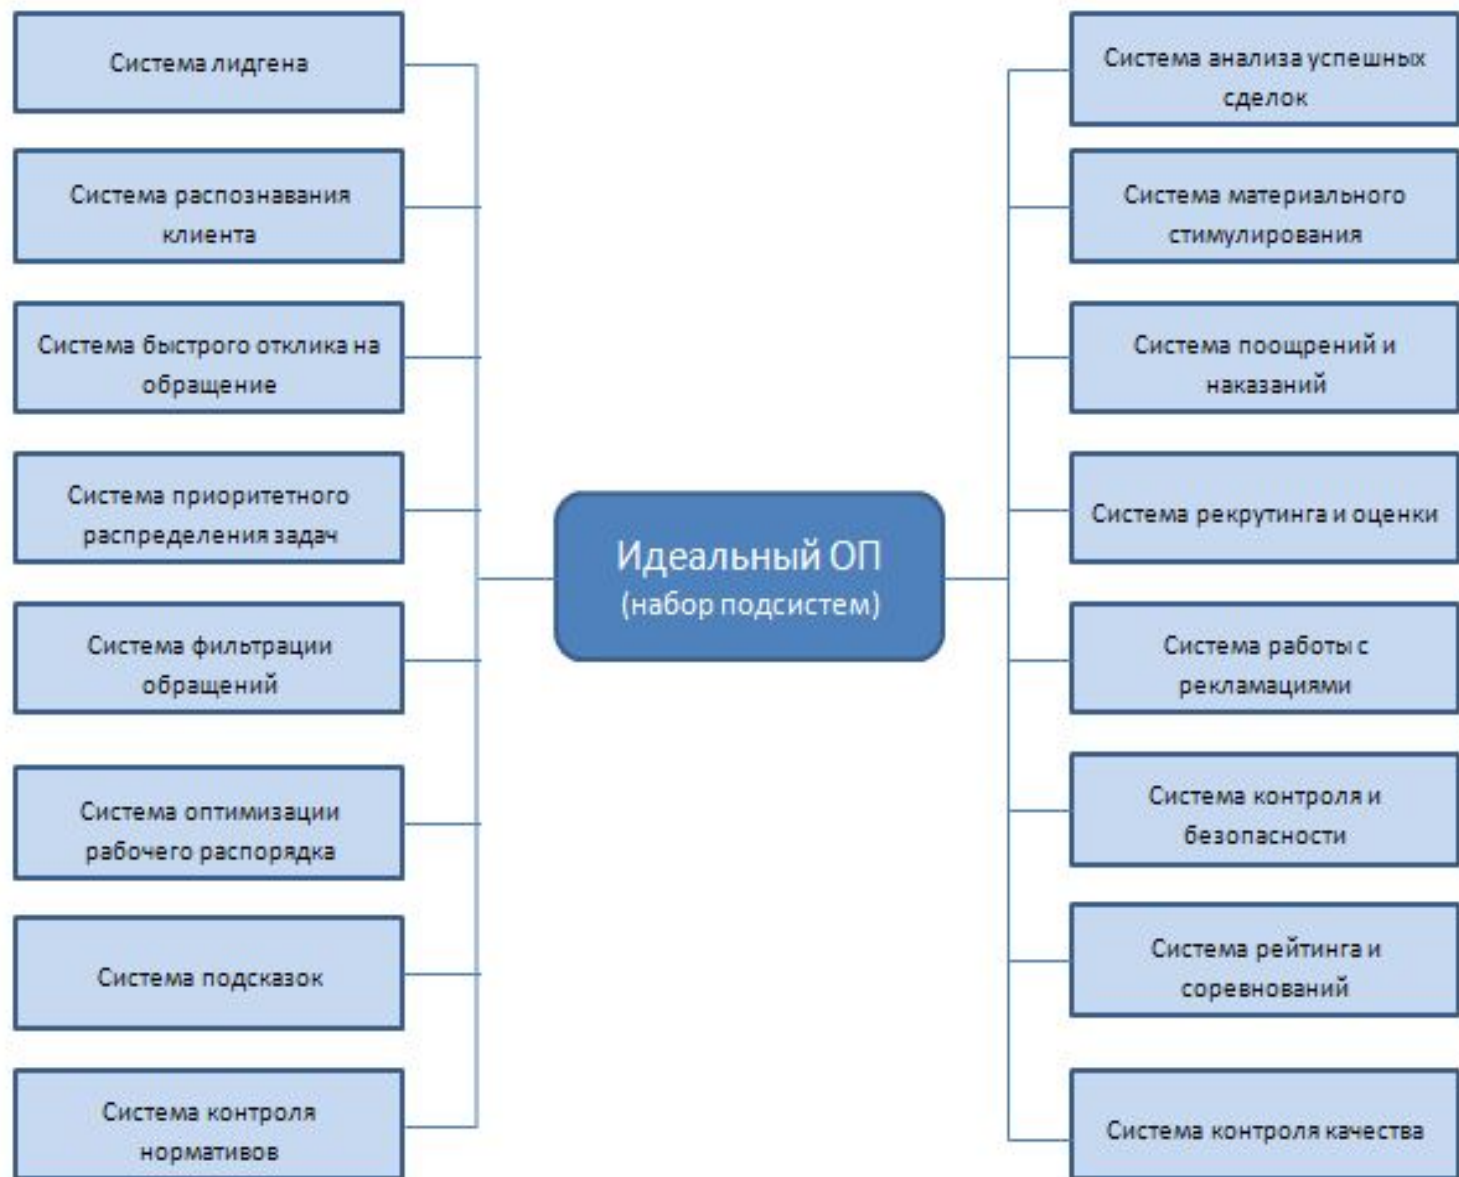 Система лидгена
Система распознавания
клиента
Система быстрого отклика на
обращение
Система приоритетного
распределения задач
Система фильтрации
обращений
Система оптимизации
рабочего распорядка
Система подсказок
Система контроля
нормативов
Идеальный ОП
(набор подсистем)
Система анализа успешных
сделок
Система материального
стимулирования
Система поощрений и
наказаний
Система рекрутинга и оценки
Система работы с
рекламациями
Система контроля и
безопасности
Система рейтинга и
соревнований
Система контроля качества